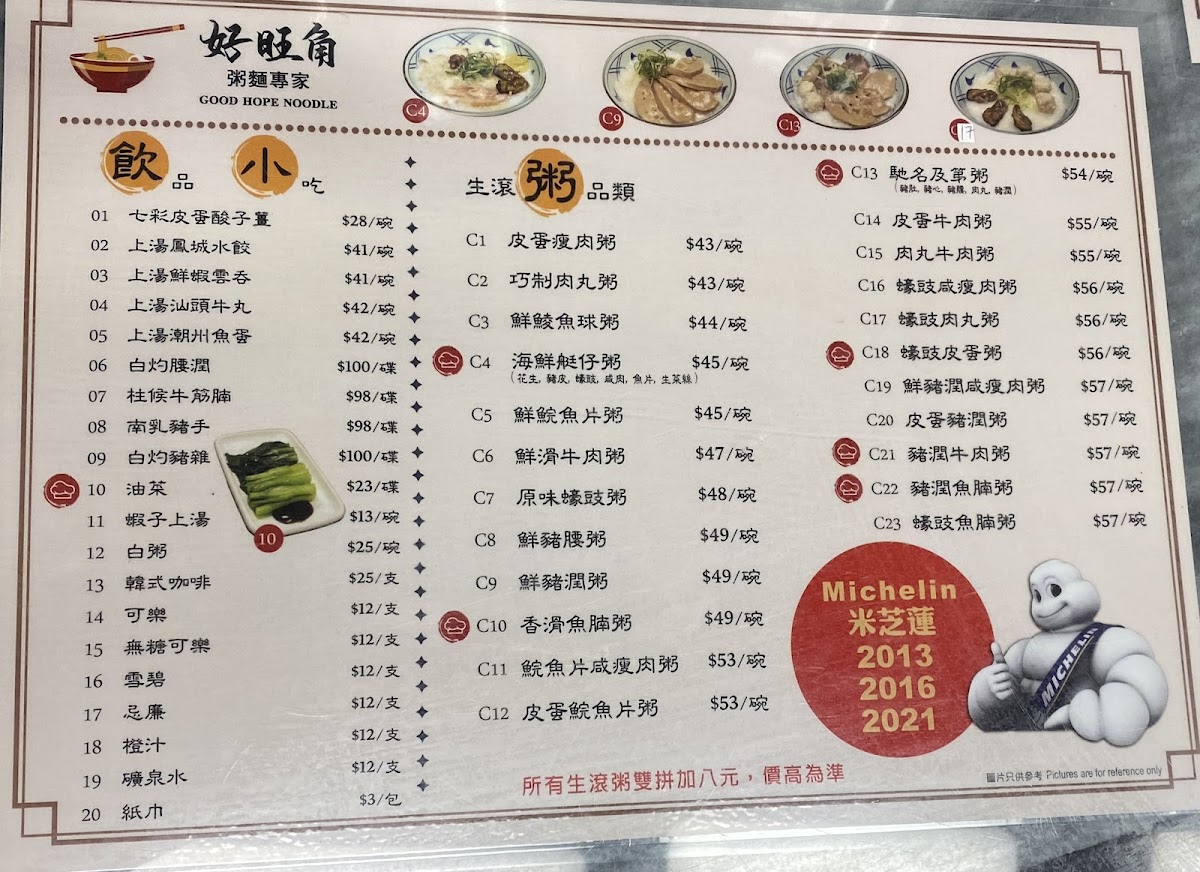 好旺角
粥麵專家
GOOD HOPE NOODLE
C4
C9
C13
17
飲品 小吃
01 七彩皮蛋酸子薑 $28/碗
02 上湯鳳城水餃 $41/碗
03 上湯鮮蝦雲吞 $41/碗
04 上湯汕頭牛丸 $42/碗
05 上湯潮州魚蛋 $42/碗
06 白灼腰潤 $100/碟
07 柱侯牛筋腩 $98/碟
08 南乳豬手 $98/碟
09 白灼豬雜 $100/碟
10 油菜 $23/碟
11 蝦子上湯 $13/碗
12 白粥 $25/碗
13 韓式咖啡 $25/支
14 可樂 $12/支
15 無糖可樂 $12/支
16 雪碧 $12/支
17 忌廉 $12/支
18 橙汁 $12/支
19 礦泉水 $12/支
20 紙巾 $3/包
10
生滾粥品類
C1 皮蛋瘦肉粥 $43/碗
C2 巧制肉丸粥 $43/碗
C3 鮮鯪魚球粥 $44/碗
C4 海鮮艇仔粥 $45/碗
(花生, 豬皮, 蠔豉, 咸肉, 魚片, 生菜絲)
C5 鮮鯇魚片粥 $45/碗
C6 鮮滑牛肉粥 $47/碗
C7 原味蠔豉粥 $48/碗
C8 鮮豬腰粥 $49/碗
C9 鮮豬潤粥 $49/碗
C10 香滑魚腩粥 $49/碗
C11 鯇魚片咸瘦肉粥 $53/碗
C12 皮蛋鯇魚片粥 $53/碗
C13 馳名及第粥 $54/碗
(豬肚, 豬心, 豬膶, 肉丸, 豬潤)
C14 皮蛋牛肉粥 $55/碗
C15 肉丸牛肉粥 $55/碗
C16 蠔豉咸瘦肉粥 $56/碗
C17 蠔豉肉丸粥 $56/碗
C18 蠔豉皮蛋粥 $56/碗
C19 鮮豬潤咸瘦肉粥 $57/碗
C20 皮蛋豬潤粥 $57/碗
C21 豬潤牛肉粥 $57/碗
C22 豬潤魚腩粥 $57/碗
C23 蠔豉魚腩粥 $57/碗
Michelin
米芝蓮
2013
2016
2021
MICHELIN
所有生滾粥雙拼加八元，價高為準
圖片只供參考 Pictures are for reference only